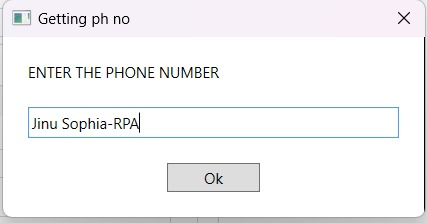 Getting ph no
ENTER THE PHONE NUMBER
Jinu Sophia-RPA
Ok